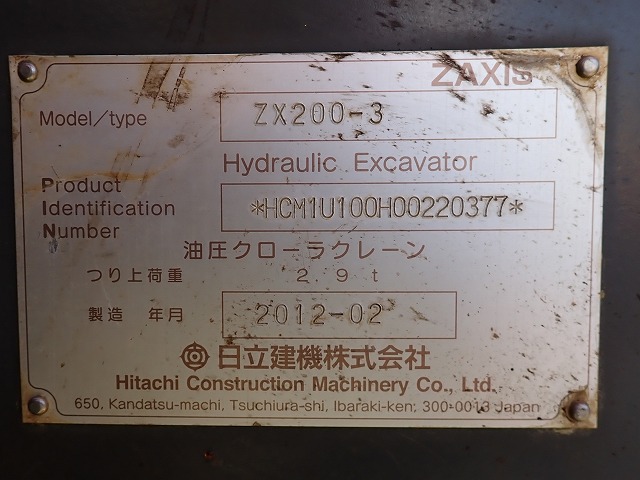 ZAXIS
Model/type ZX200-3
Hydraulic Excavator
Product
Identification *HCM1U100H00220377*
Number
油圧クローラクレーン
つり上荷重 2 9 t
製造 年月 2012-02
日立建機株式会社
Hitachi Construction Machinery Co., Ltd.
650, Kandatsu-machi, Tsuchiura-shi, Ibaraki-ken, 300-0013 Japan